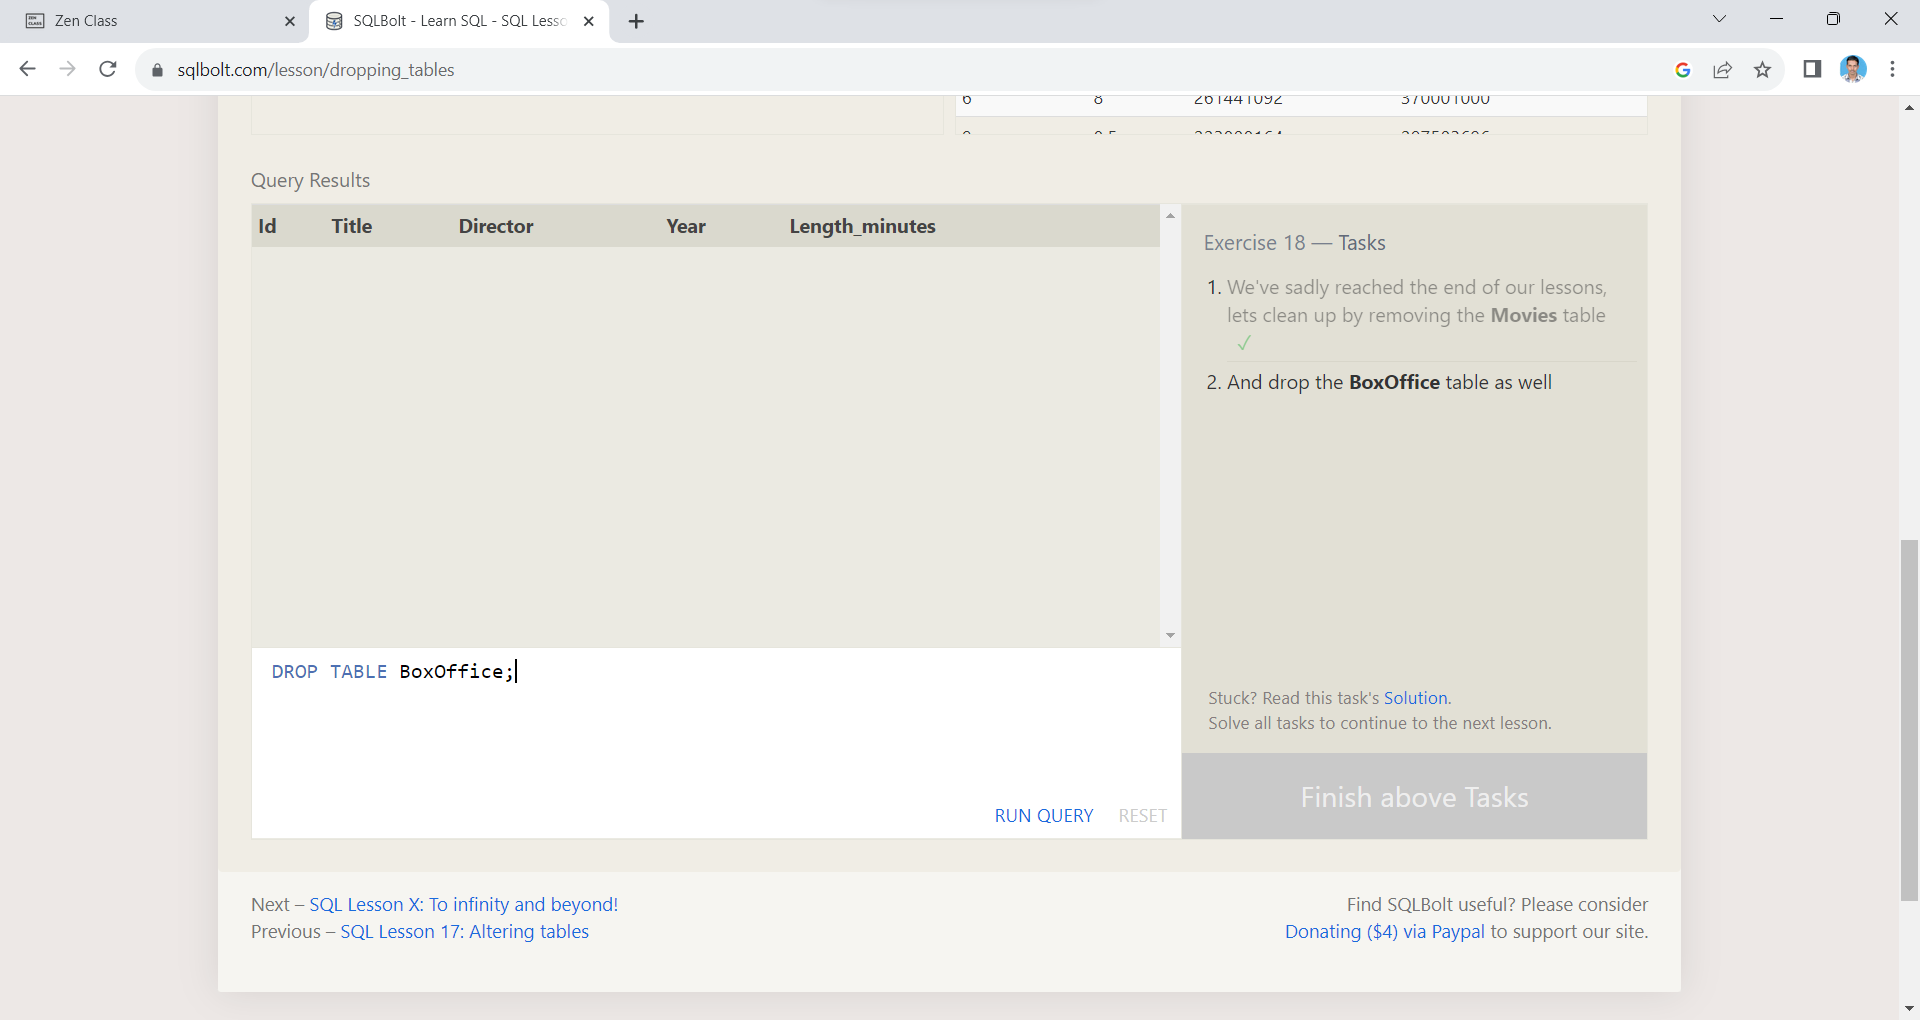 Zen Class
SQLBolt - Learn SQL - SQL Lesso
sqlbolt.com/lesson/dropping_tables
6 8 261441092 370001000
Query Results
Id Title Director Year Length_minutes
Exercise 18 — Tasks
1. We've sadly reached the end of our lessons,
lets clean up by removing the Movies table
✓
2. And drop the BoxOffice table as well
DROP TABLE BoxOffice;
Stuck? Read this task's Solution.
Solve all tasks to continue to the next lesson.
RUN QUERY RESET
Finish above Tasks
Next – SQL Lesson X: To infinity and beyond!
Previous – SQL Lesson 17: Altering tables
Find SQLBolt useful? Please consider
Donating ($4) via Paypal to support our site.